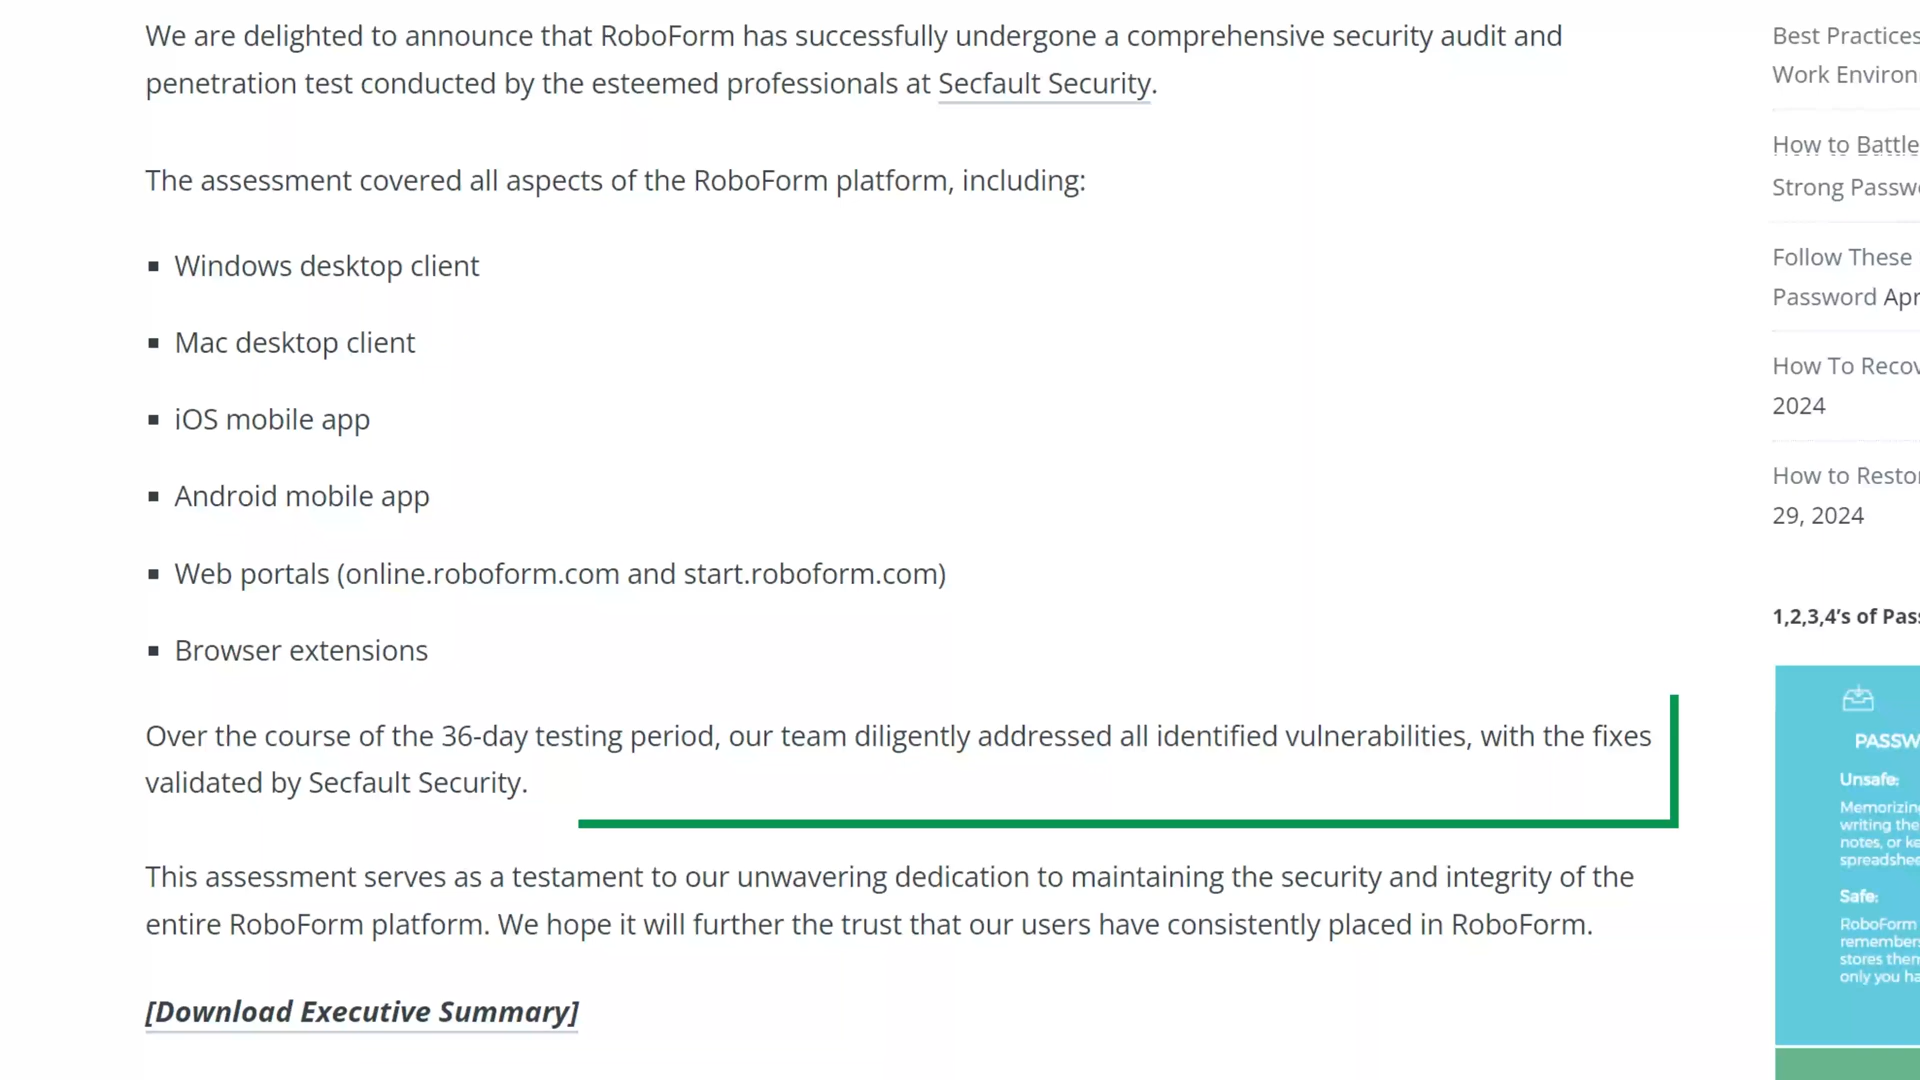 We are delighted to announce that RoboForm has successfully undergone a comprehensive security audit and
penetration test conducted by the esteemed professionals at Secfault Security.
The assessment covered all aspects of the RoboForm platform, including:
▪ Windows desktop client
▪ Mac desktop client
▪ iOS mobile app
▪ Android mobile app
▪ Web portals (online.roboform.com and start.roboform.com)
▪ Browser extensions
Over the course of the 36-day testing period, our team diligently addressed all identified vulnerabilities, with the fixes
validated by Secfault Security.
This assessment serves as a testament to our unwavering dedication to maintaining the security and integrity of the
entire RoboForm platform. We hope it will further the trust that our users have consistently placed in RoboForm.
[Download Executive Summary]
Best Practices
Work Environ
How to Battle
Strong Passw
Follow These
Password Apr
How To Recov
2024
How to Resto
29, 2024
1,2,3,4's of Pas
PASSW
Unsafe:
Memorizin
writing the
notes, or ke
spreadshee
Safe:
RoboForm
remembers
stores them
only you ha